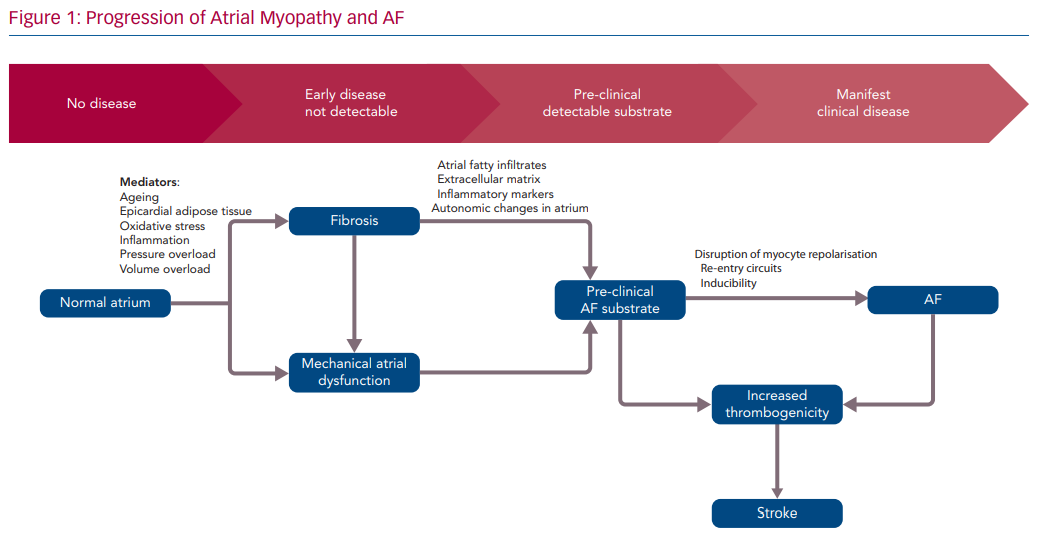 Figure 1: Progression of Atrial Myopathy and AF
No disease
Early disease
not detectable
Pre-clinical
detectable substrate
Manifest
clinical disease
Mediators:
Ageing
Epicardial adipose tissue
Oxidative stress
Inflammation
Pressure overload
Volume overload
Atrial fatty infiltrates
Extracellular matrix
Inflammatory markers
Autonomic changes in atrium
Normal atrium
Fibrosis
Mechanical atrial
dysfunction
Pre-clinical
AF substrate
Disruption of myocyte repolarisation
Re-entry circuits
Inducibility
AF
Increased
thrombogenicity
Stroke